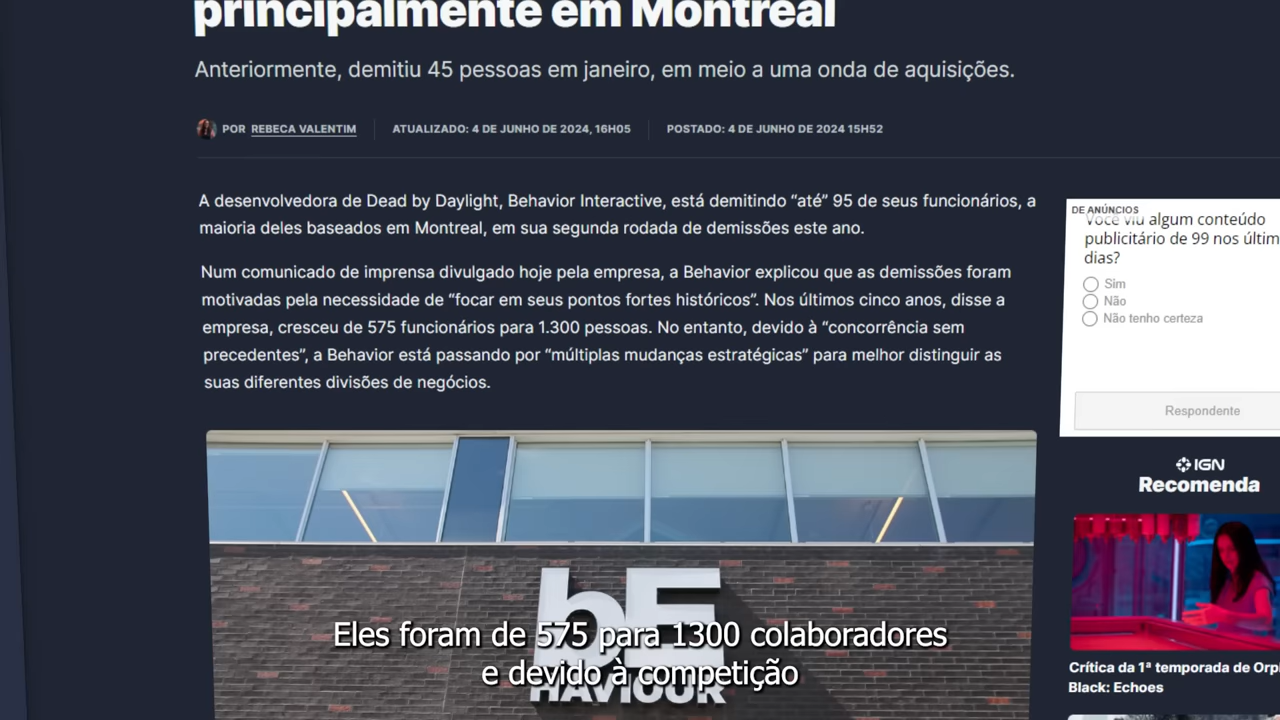 principalmente em Montreal
Anteriormente, demitiu 45 pessoas em janeiro, em meio a uma onda de aquisições.
POR REBECA VALENTIM
ATUALIZADO: 4 DE JUNHO DE 2024, 16H05
POSTADO: 4 DE JUNHO DE 2024 15H52
A desenvolvedora de Dead by Daylight, Behavior Interactive, está demitindo “até” 95 de seus funcionários, a
maioria deles baseados em Montreal, em sua segunda rodada de demissões este ano.
Num comunicado de imprensa divulgado hoje pela empresa, a Behavior explicou que as demissões foram
motivadas pela necessidade de “focar em seus pontos fortes históricos”. Nos últimos cinco anos, disse a
empresa, cresceu de 575 funcionários para 1.300 pessoas. No entanto, devido à “concorrência sem
precedentes”, a Behavior está passando por “múltiplas mudanças estratégicas” para melhor distinguir as
suas diferentes divisões de negócios.
DE ANÚNCIOS
Você viu algum conteúdo
publicitário de 99 nos últim
dias?
Sim
Não
Não tenho certeza
Respondente
IGN
Recomenda
Crítica da 1ª temporada de Orp
Black: Echoes
bE
HAVIOUR
Eles foram de 575 para 1300 colaboradores
e devido à competição